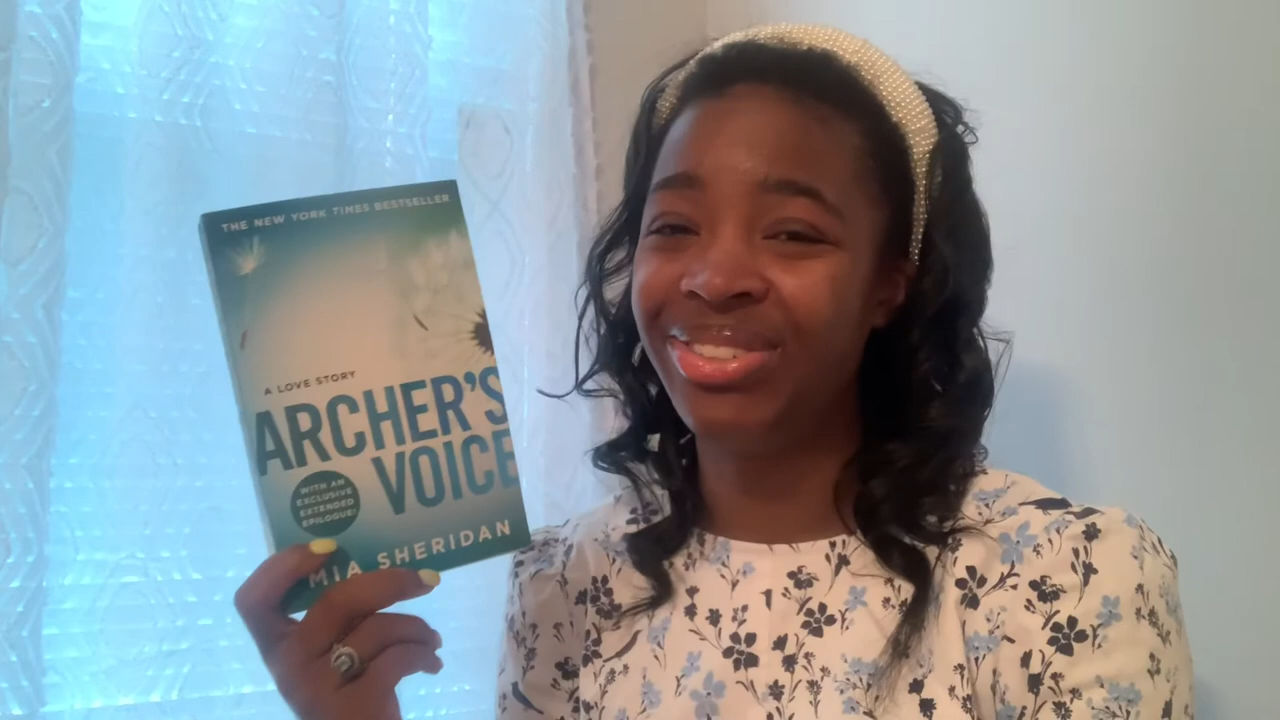 THE NEW YORK TIMES BESTSELLER
A LOVE STORY
ARCHER'S
VOICE
WITH AN
EXCLUSIVE
EXTENDED
EPILOGUE!
MIA SHERIDAN